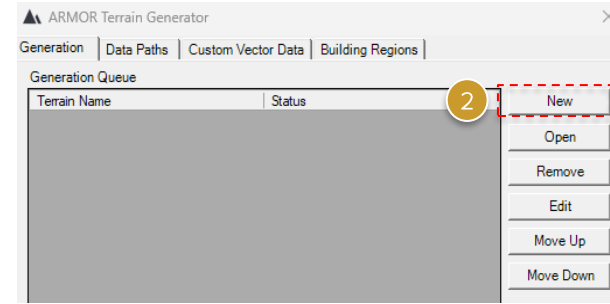 ARMOR Terrain Generator
Generation Data Paths Custom Vector Data Building Regions
Generation Queue
Terrain Name Status
2
New
Open
Remove
Edit
Move Up
Move Down